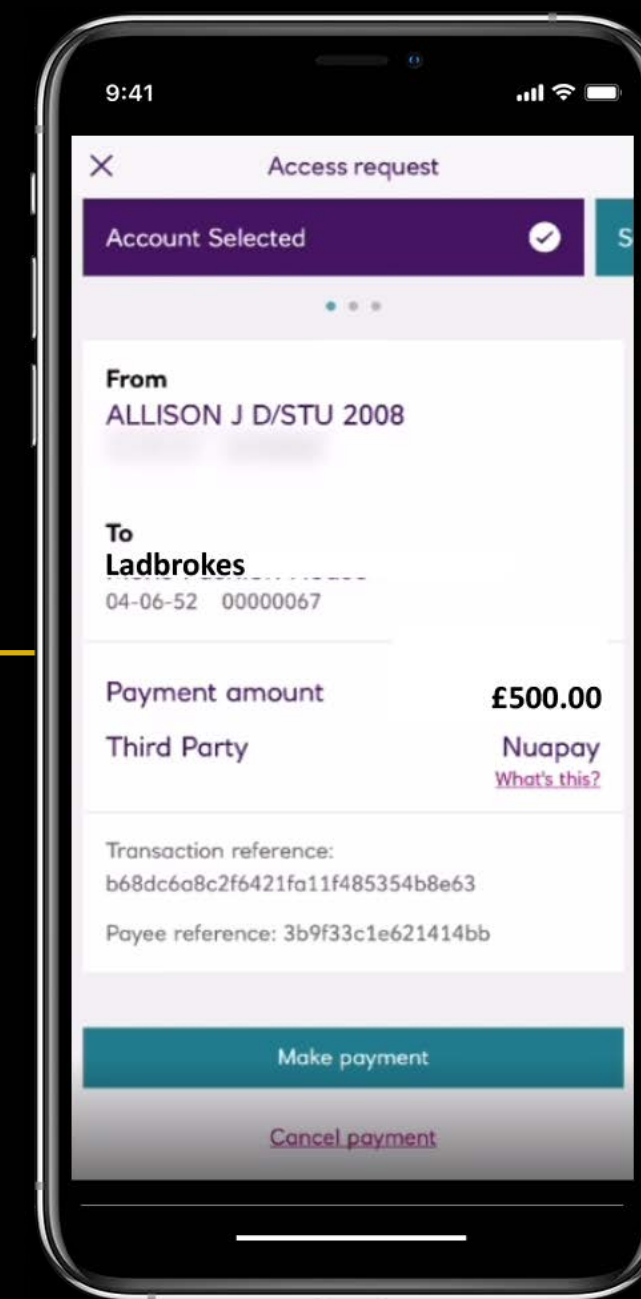 9:41
Access request
Account Selected
S
From
ALLISON J D/STU 2008
To
Ladbrokes
04-06-52 00000067
Payment amount £500.00
Third Party Nuapay
What's this?
Transaction reference:
b68dc6a8c2f6421fa11f485354b8e63
Payee reference: 3b9f33c1e621414bb
Make payment
Cancel payment